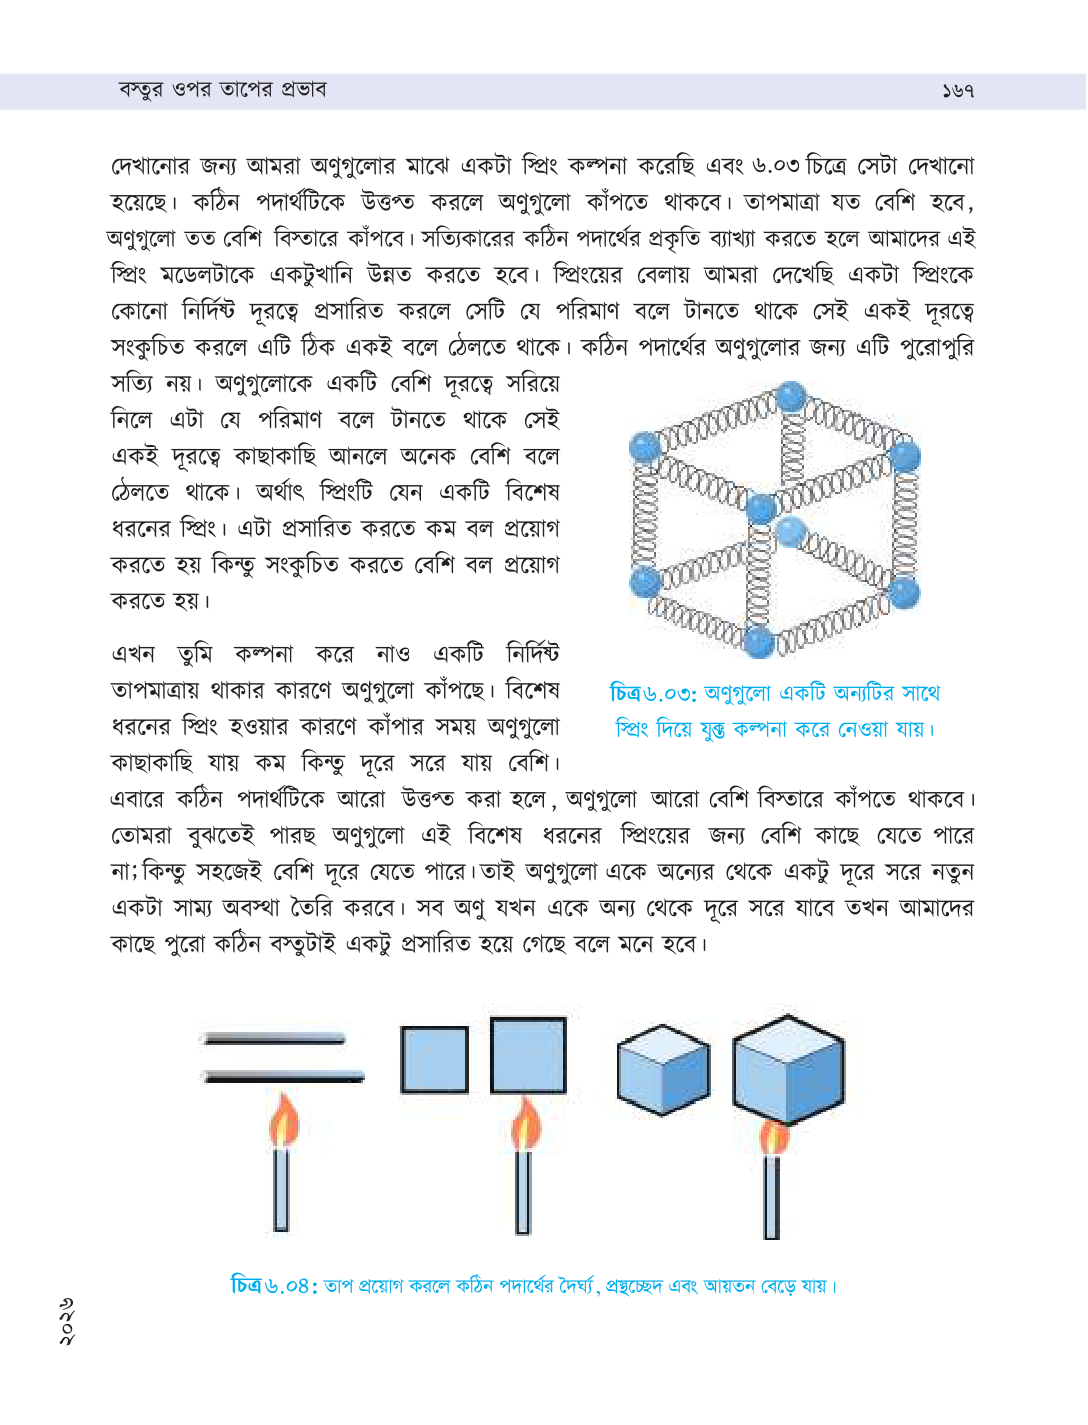 বস্তুর ওপর তাপের প্রভাব
১৬৭
দেখানোর জন্য আমরা অণুগুলোর মাঝে একটা স্প্রিং কল্পনা করেছি এবং ৬.০৩ চিত্রে সেটা দেখানো
হয়েছে। কঠিন পদার্থটিকে উত্তপ্ত করলে অণুগুলো কাঁপতে থাকবে। তাপমাত্রা যত বেশি হবে,
অণুগুলো তত বেশি বিস্তারে কাঁপবে। সত্যিকারের কঠিন পদার্থের প্রকৃতি ব্যাখ্যা করতে হলে আমাদের এই
স্প্রিং মডেলটাকে একটুখানি উন্নত করতে হবে। স্প্রিংয়ের বেলায় আমরা দেখেছি একটা স্প্রিংকে
কোনো নির্দিষ্ট দূরত্বে প্রসারিত করলে সেটি যে পরিমাণ বলে টানতে থাকে সেই একই দূরত্বে
সংকুচিত করলে এটি ঠিক একই বলে ঠেলতে থাকে। কঠিন পদার্থের অণুগুলোর জন্য এটি পুরোপুরি
সত্যি নয়। অণুগুলোকে একটি বেশি দূরত্বে সরিয়ে
নিলে এটা যে পরিমাণ বলে টানতে থাকে সেই
একই দূরত্বে কাছাকাছি আনলে অনেক বেশি বলে
ঠেলতে থাকে। অর্থাৎ স্প্রিংটি যেন একটি বিশেষ
ধরনের স্প্রিং। এটা প্রসারিত করতে কম বল প্রয়োগ
করতে হয় কিন্তু সংকুচিত করতে বেশি বল প্রয়োগ
করতে হয়।
এখন তুমি কল্পনা করে নাও একটি নির্দিষ্ট
তাপমাত্রায় থাকার কারণে অণুগুলো কাঁপছে। বিশেষ
ধরনের স্প্রিং হওয়ার কারণে কাঁপার সময় অণুগুলো
কাছাকাছি যায় কম কিন্তু দূরে সরে যায় বেশি।
চিত্র ৬.০৩: অণুগুলো একটি অন্যটির সাথে
স্প্রিং দিয়ে যুক্ত কল্পনা করে নেওয়া যায়।
এবারে কঠিন পদার্থটিকে আরো উত্তপ্ত করা হলে, অণুগুলো আরো বেশি বিস্তারে কাঁপতে থাকবে।
তোমরা বুঝতেই পারছ অণুগুলো এই বিশেষ ধরনের স্প্রিংয়ের জন্য বেশি কাছে যেতে পারে
না; কিন্তু সহজেই বেশি দূরে যেতে পারে। তাই অণুগুলো একে অন্যের থেকে একটু দূরে সরে নতুন
একটা সাম্য অবস্থা তৈরি করবে। সব অণু যখন একে অন্য থেকে দূরে সরে যাবে তখন আমাদের
কাছে পুরো কঠিন বস্তুটাই একটু প্রসারিত হয়ে গেছে বলে মনে হবে।
চিত্র ৬.০৪: তাপ প্রয়োগ করলে কঠিন পদার্থের দৈর্ঘ্য, প্রস্থচ্ছেদ এবং আয়তন বেড়ে যায়।
২০২৬